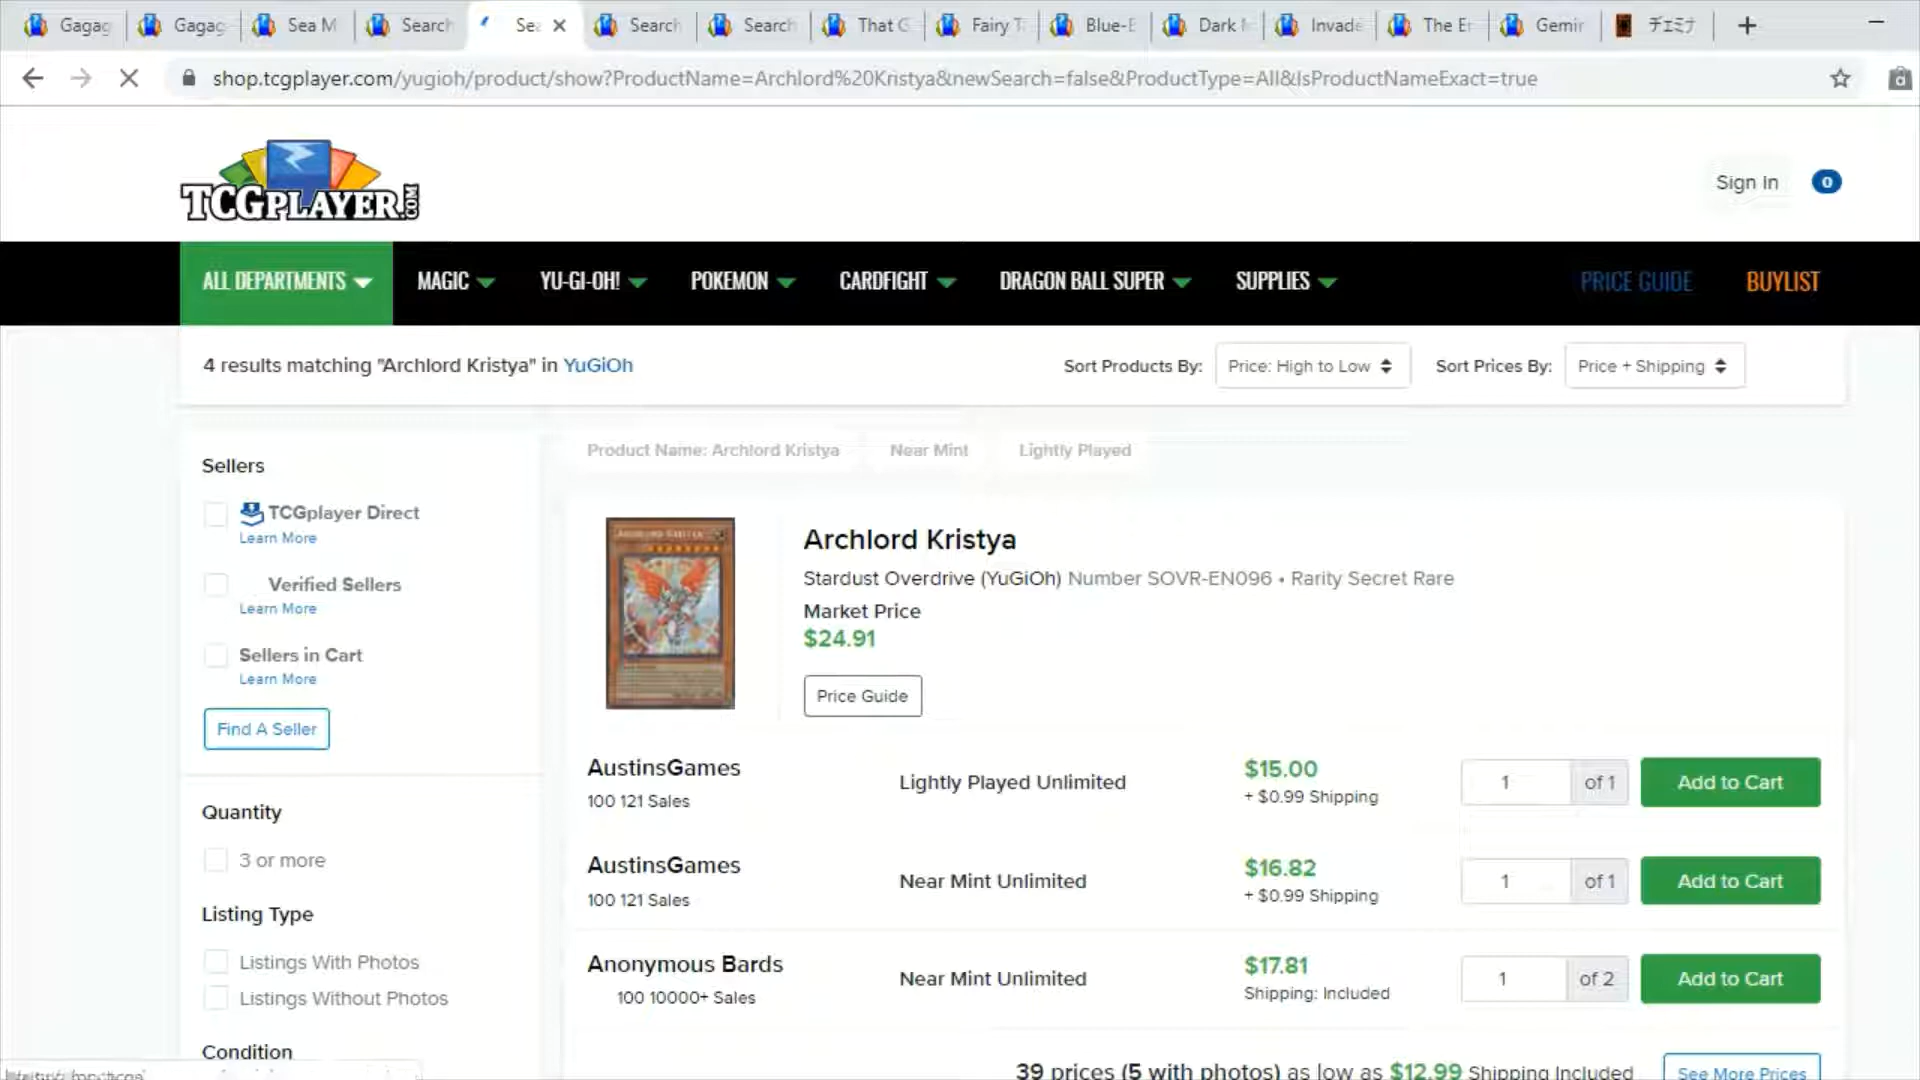 Gagag Gagag Sea M Search Sea Search Search That G Fairy T Blue-E Dark Invade The E Gemin デェミナ
shop.tcgplayer.com/yugioh/product/show?ProductName=Archlord%20Kristya&newSearch=false&ProductType=All&IsProductNameExact=true
TCGPLAYER.COM
Sign In 0
ALL DEPARTMENTS MAGIC YU-GI-OH! POKEMON CARDFIGHT DRAGON BALL SUPER SUPPLIES PRICE GUIDE BUYLIST
4 results matching "Archlord Kristya" in YuGiOh
Sort Products By: Price: High to Low Sort Prices By: Price + Shipping
Product Name: Archlord Kristya Near Mint Lightly Played
Sellers
TCGplayer Direct
Learn More
Verified Sellers
Learn More
Sellers in Cart
Learn More
Find A Seller
Quantity
3 or more
Listing Type
Listings With Photos
Listings Without Photos
Condition
ARCHLORD KRISTYA
Archlord Kristya
Stardust Overdrive (YuGiOh) Number SOVR-EN096 • Rarity Secret Rare
Market Price
$24.91
Price Guide
AustinsGames
100 121 Sales
Lightly Played Unlimited
$15.00
+ $0.99 Shipping
1 of 1
Add to Cart
AustinsGames
100 121 Sales
Near Mint Unlimited
$16.82
+ $0.99 Shipping
1 of 1
Add to Cart
Anonymous Bards
100 10000+ Sales
Near Mint Unlimited
$17.81
Shipping: Included
1 of 2
Add to Cart
39 prices (5 with photos) as low as $12.99 Shipping Included
See More Prices